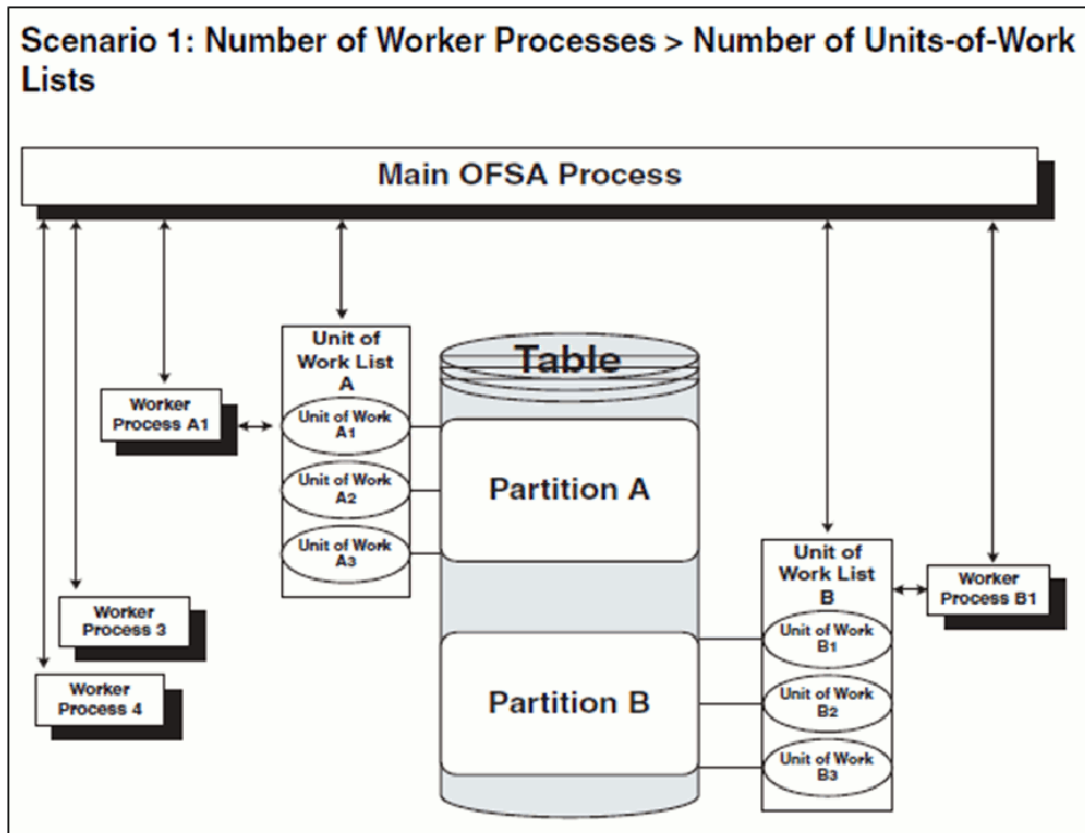 Scenario 1: Number of Worker Processes > Number of Units-of-Work
Lists
Main OFSA Process
Unit of
Work List
A
Table
Worker
Process A1
Unit of Work
A1
Unit of Work
A2
Partition A
Unit of Work
A3
Unit of
Work List
B
Worker
Process B1
Worker
Process 3
Unit of Work
B1
Worker
Process 4
Partition B
Unit of Work
B2
Unit of Work
B3